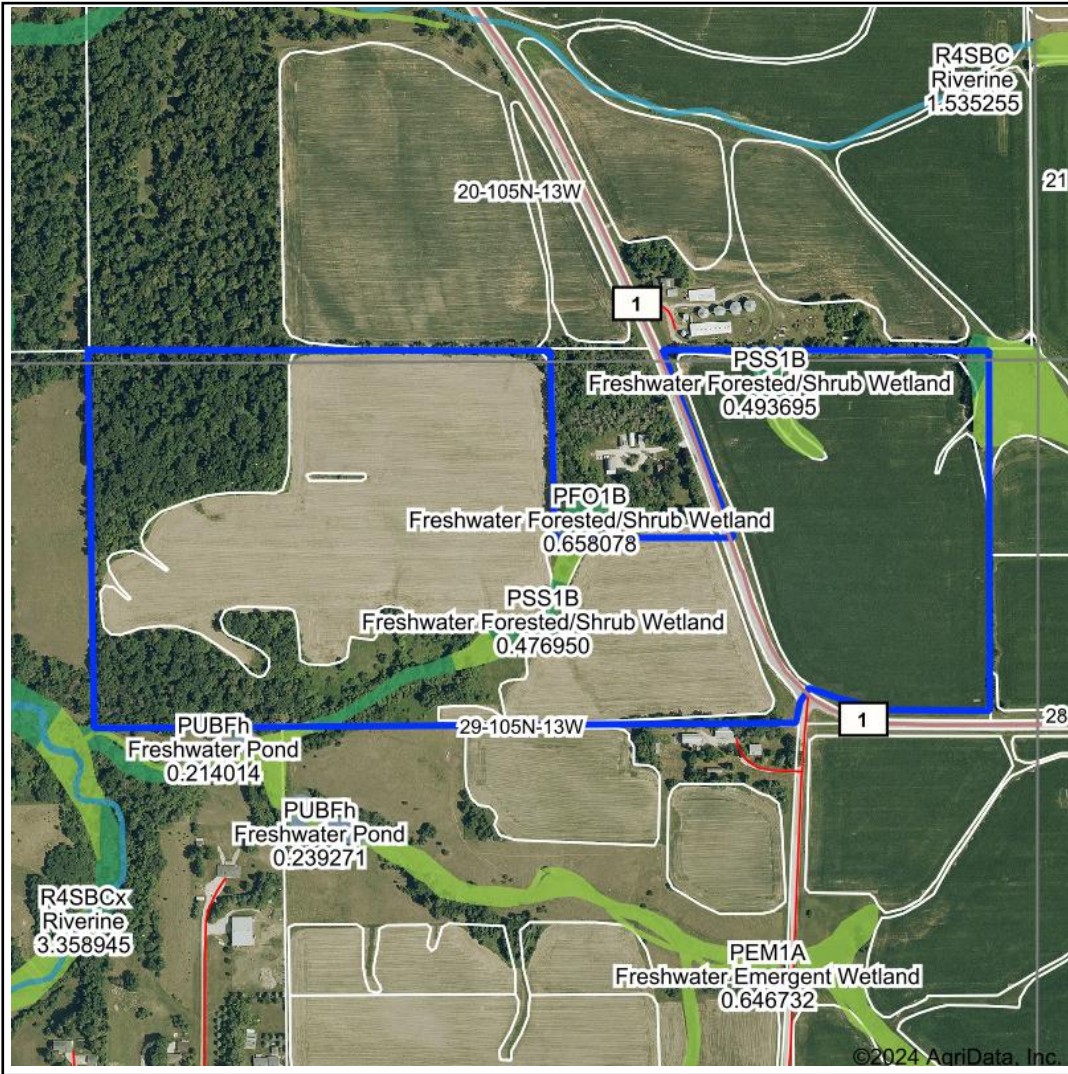 R4SBC
Riverine
1.535255
20-105N-13W
21
1
PSS1B
Freshwater Forested/Shrub Wetland
0.493695
PFO1B
Freshwater Forested/Shrub Wetland
0.658078
PSS1B
Freshwater Forested/Shrub Wetland
0.476950
29-105N-13W
1
28
PUBFh
Freshwater Pond
0.214014
PUBFh
Freshwater Pond
0.239271
R4SBCx
Riverine
3.358945
PEM1A
Freshwater Emergent Wetland
0.646732
©2024 AgriData, Inc.